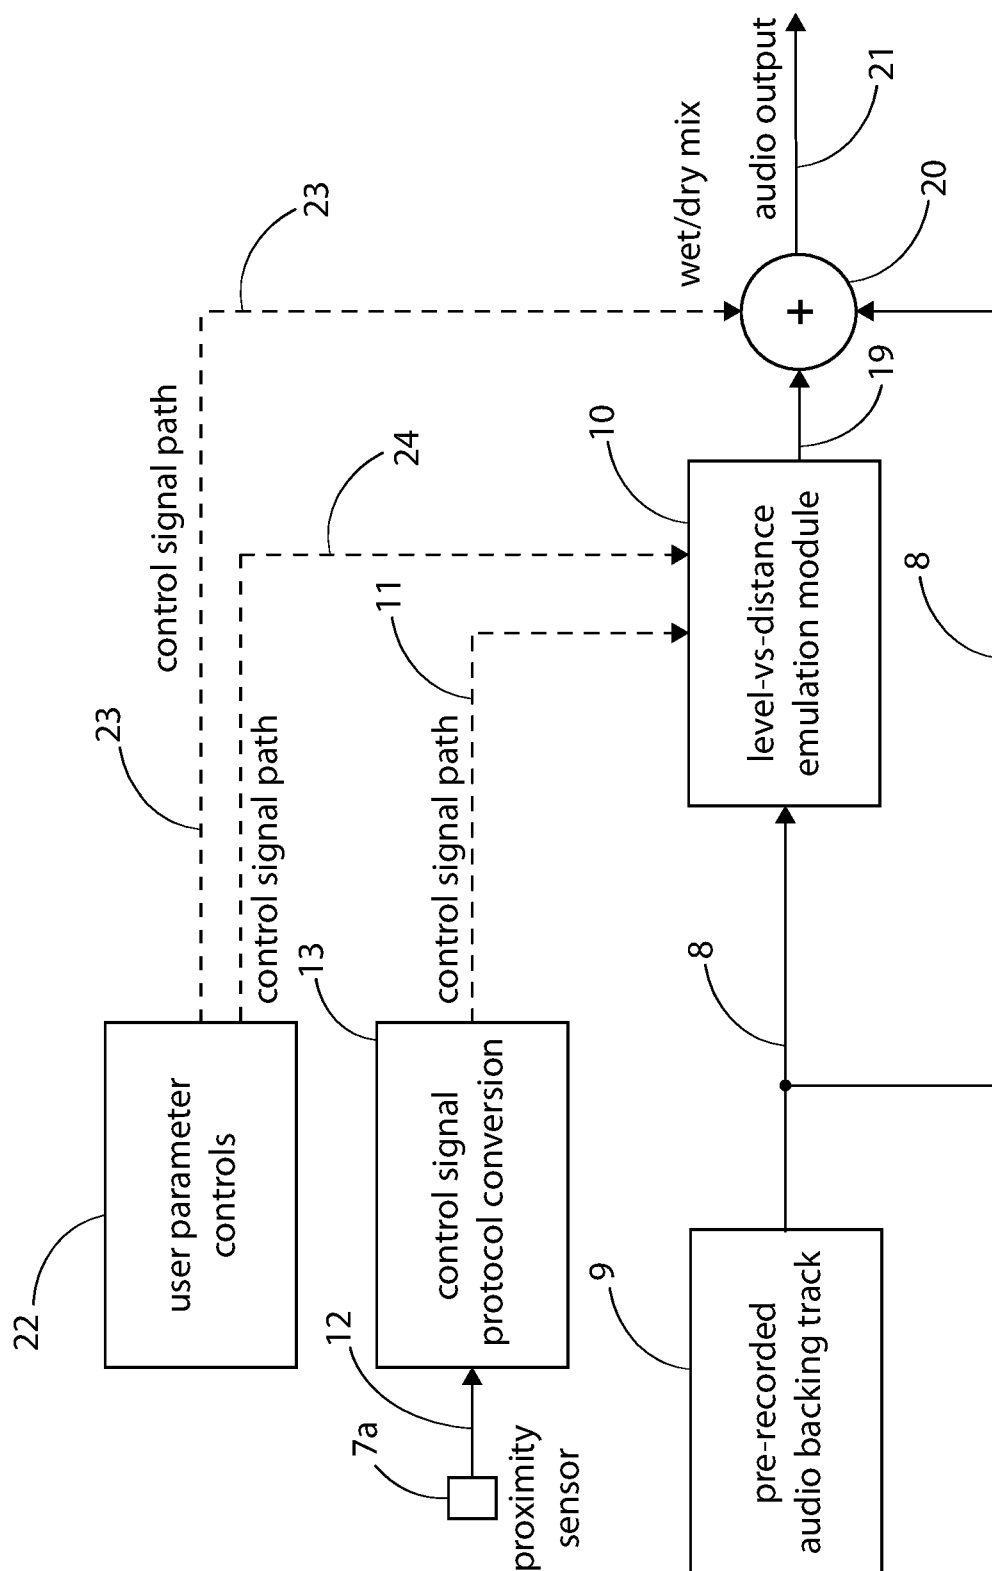 22
user parameter
controls
23
control signal path
23
control signal path
24
wet/dry mix
audio output
21
7a
proximity
sensor
12
13
control signal
protocol conversion
control signal path
11
10
level-vs-distance
emulation module
19
+
20
9
pre-recorded
audio backing track
8
8